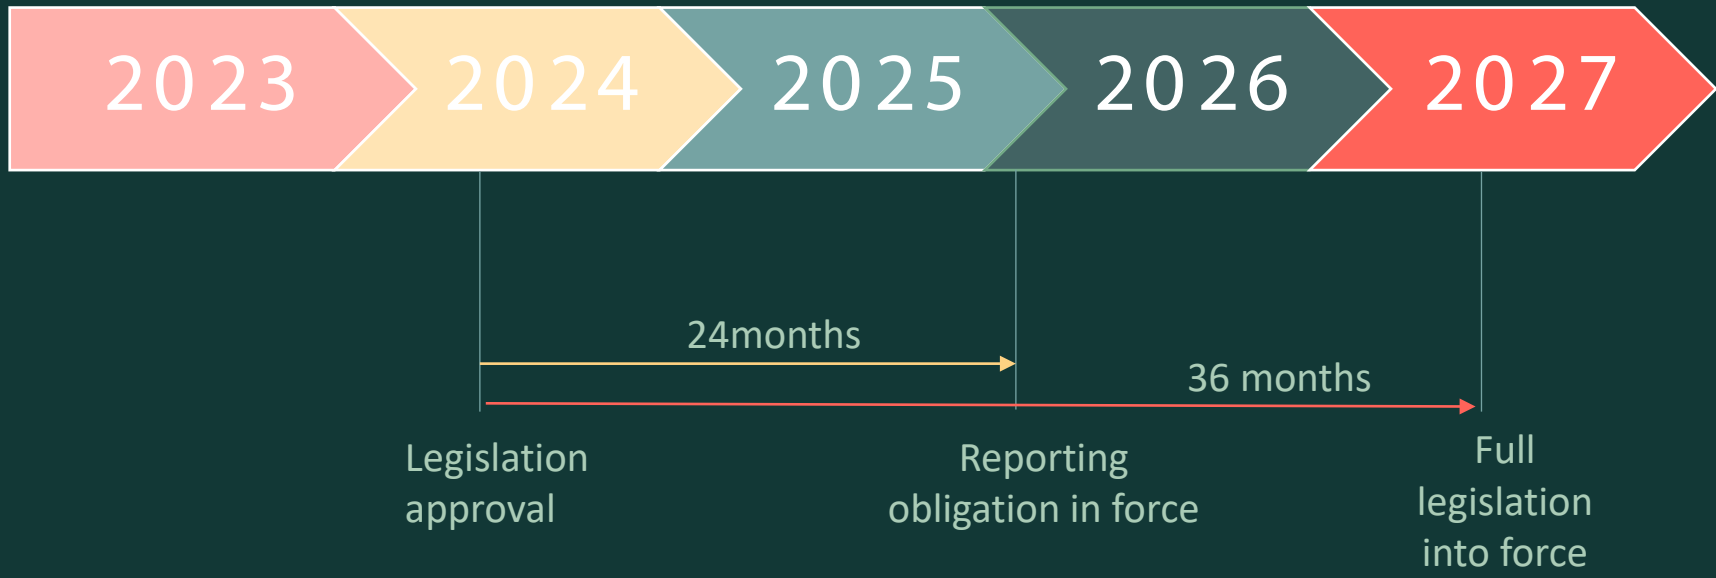 2023 2024 2025 2026 2027
24months
36 months
Legislation
approval
Reporting
obligation in force
Full
legislation
into force